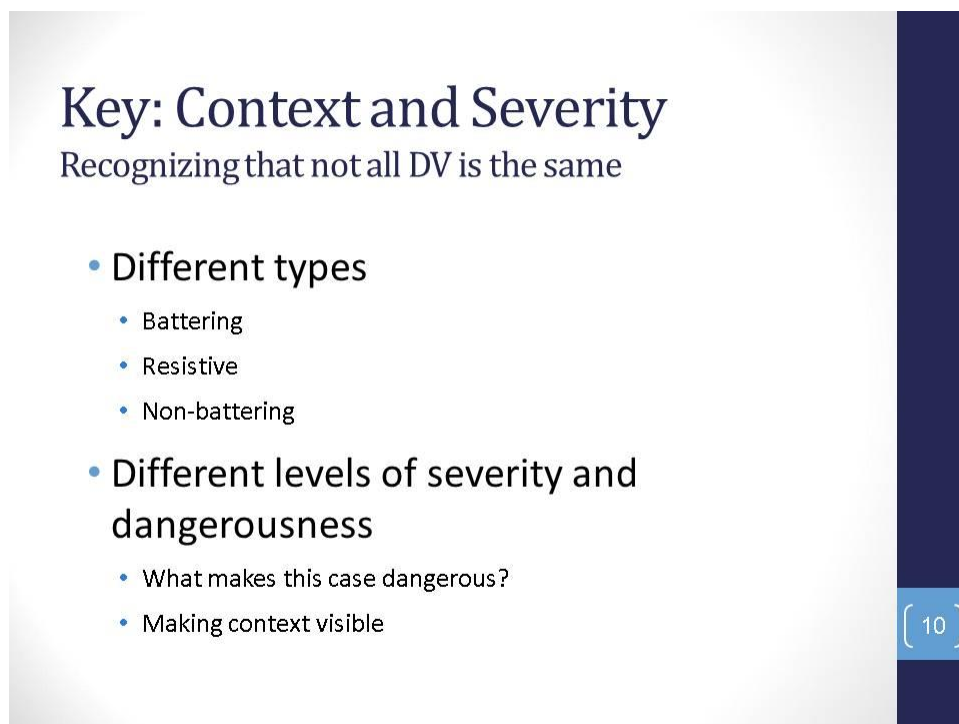 Key: Context and Severity
Recognizing that not all DV is the same
• Different types
• Battering
• Resistive
• Non-battering
• Different levels of severity and
dangerousness
• What makes this case dangerous?
• Making context visible
10